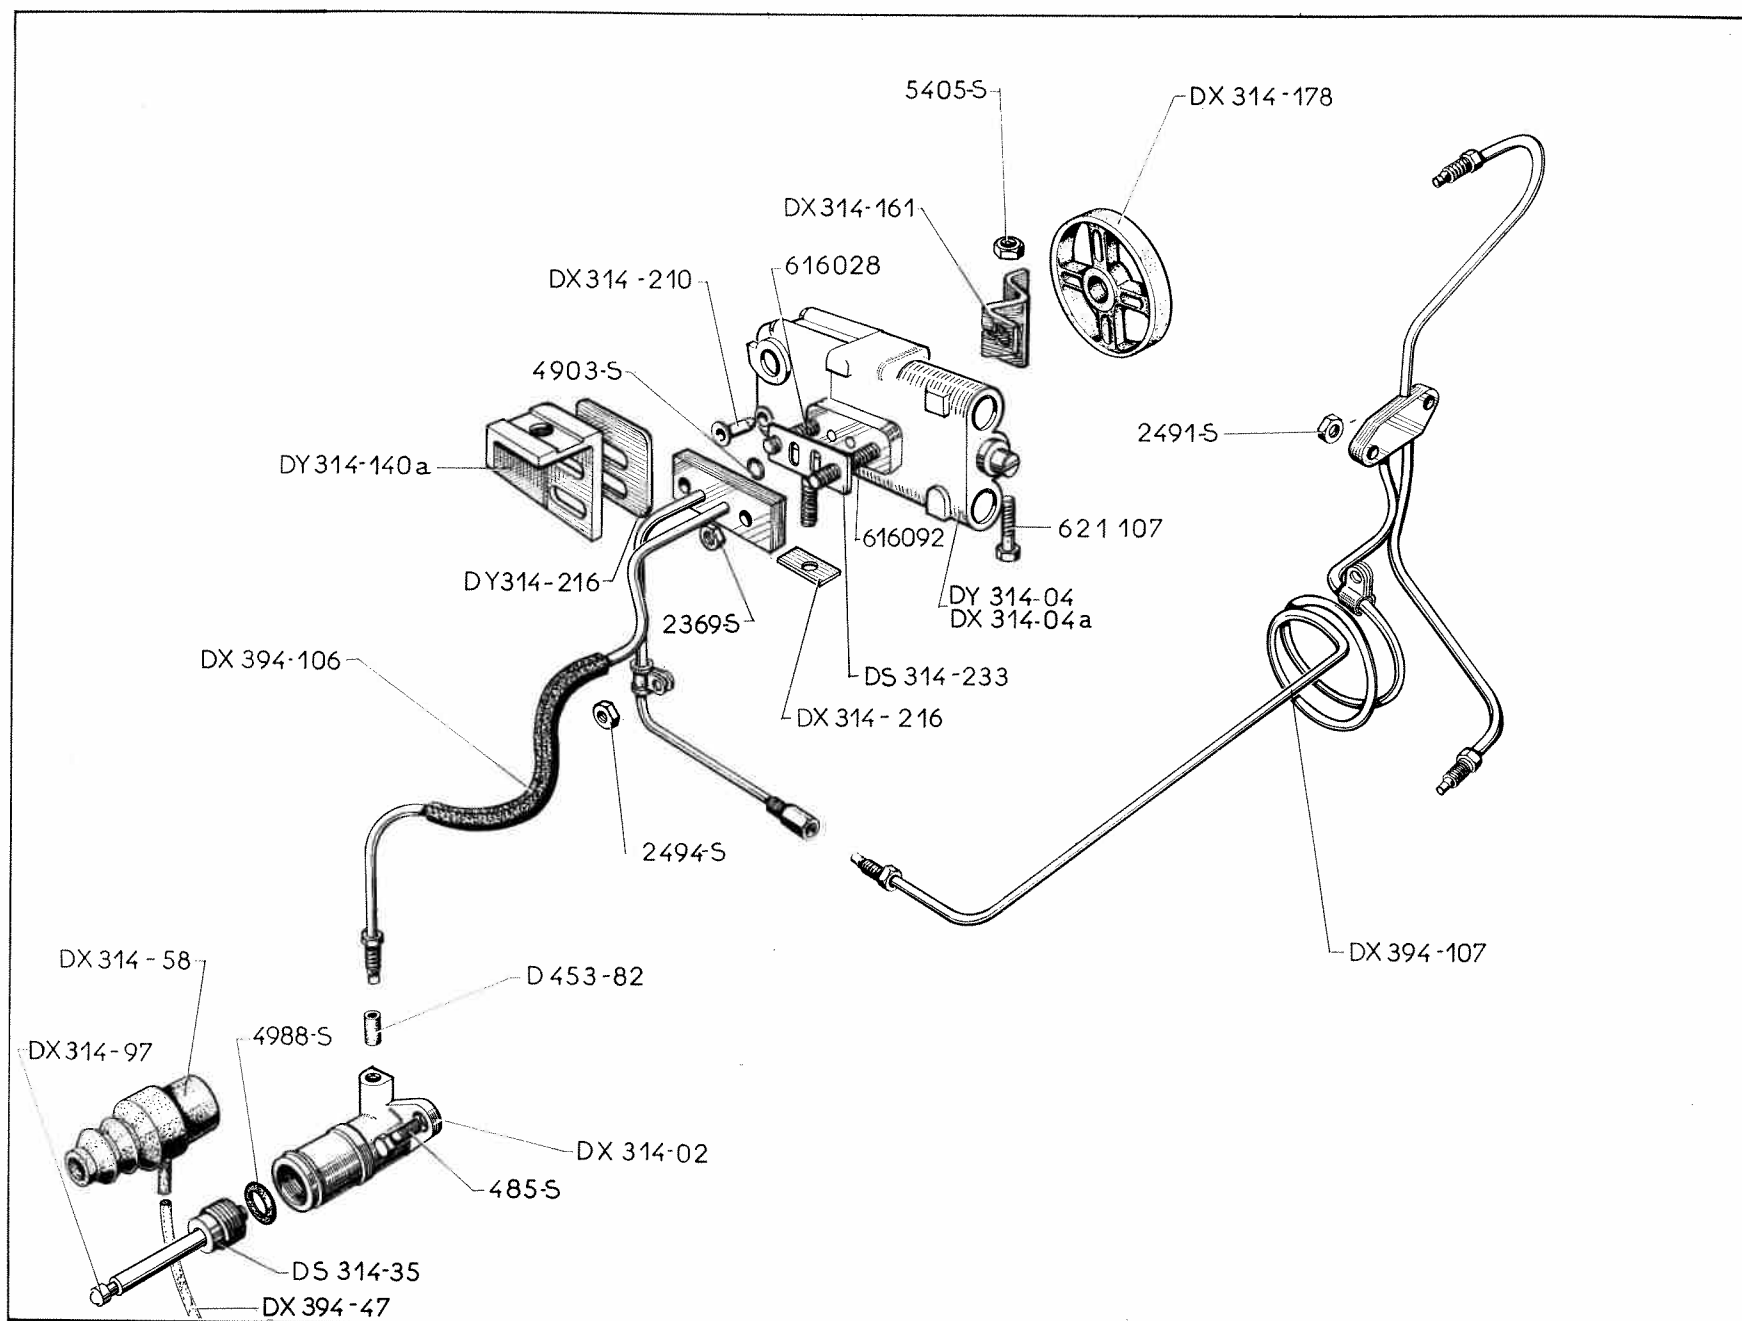 5405-S
DX 314-178
DX 314-161
616028
DX 314-210
4903-S
2491-S
DY 314-140a
616092
621 107
DY 314-216
DY 314-04
DX 314-04a
2369-S
DX 394-106
DS 314-233
DX 314-216
2494-S
DX 394-107
DX 314-58
D 453-82
4988-S
DX 314-97
DX 314-02
485-S
DS 314-35
DX 394-47